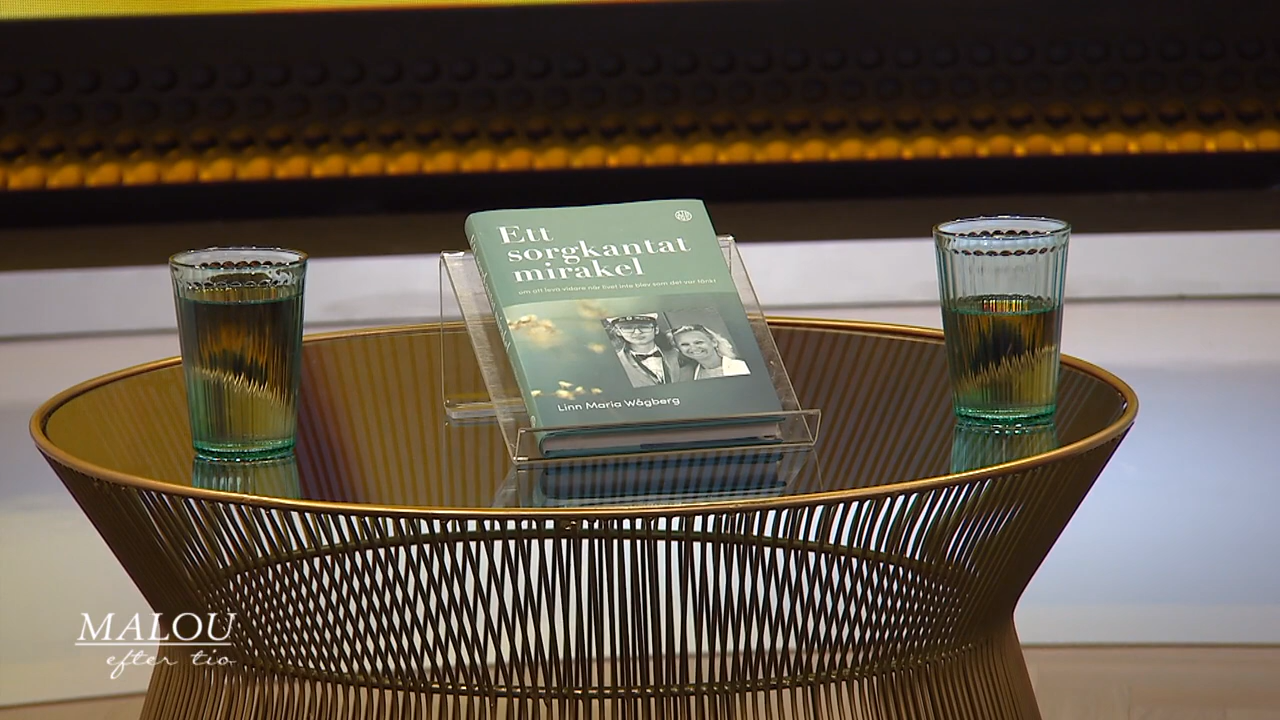 Ett
sorgkantat
mirakel
om att leva vidare när livet inte blev som det var tänkt
Linn Maria Wågberg
MALOU
efter tio